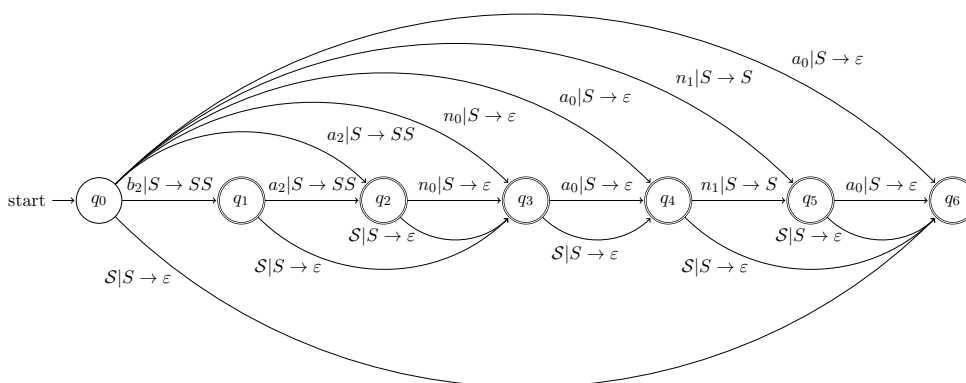 a₀|S → ε
n₁|S → S
a₀|S → ε
n₀|S → ε
a₂|S → SS
start q₀ b₂|S → SS q₁ a₂|S → SS q₂ n₀|S → ε q₃ a₀|S → ε q₄ n₁|S → S q₅ a₀|S → ε q₆
𝒮|S → ε 𝒮|S → ε
𝒮|S → ε 𝒮|S → ε 𝒮|S → ε
𝒮|S → ε